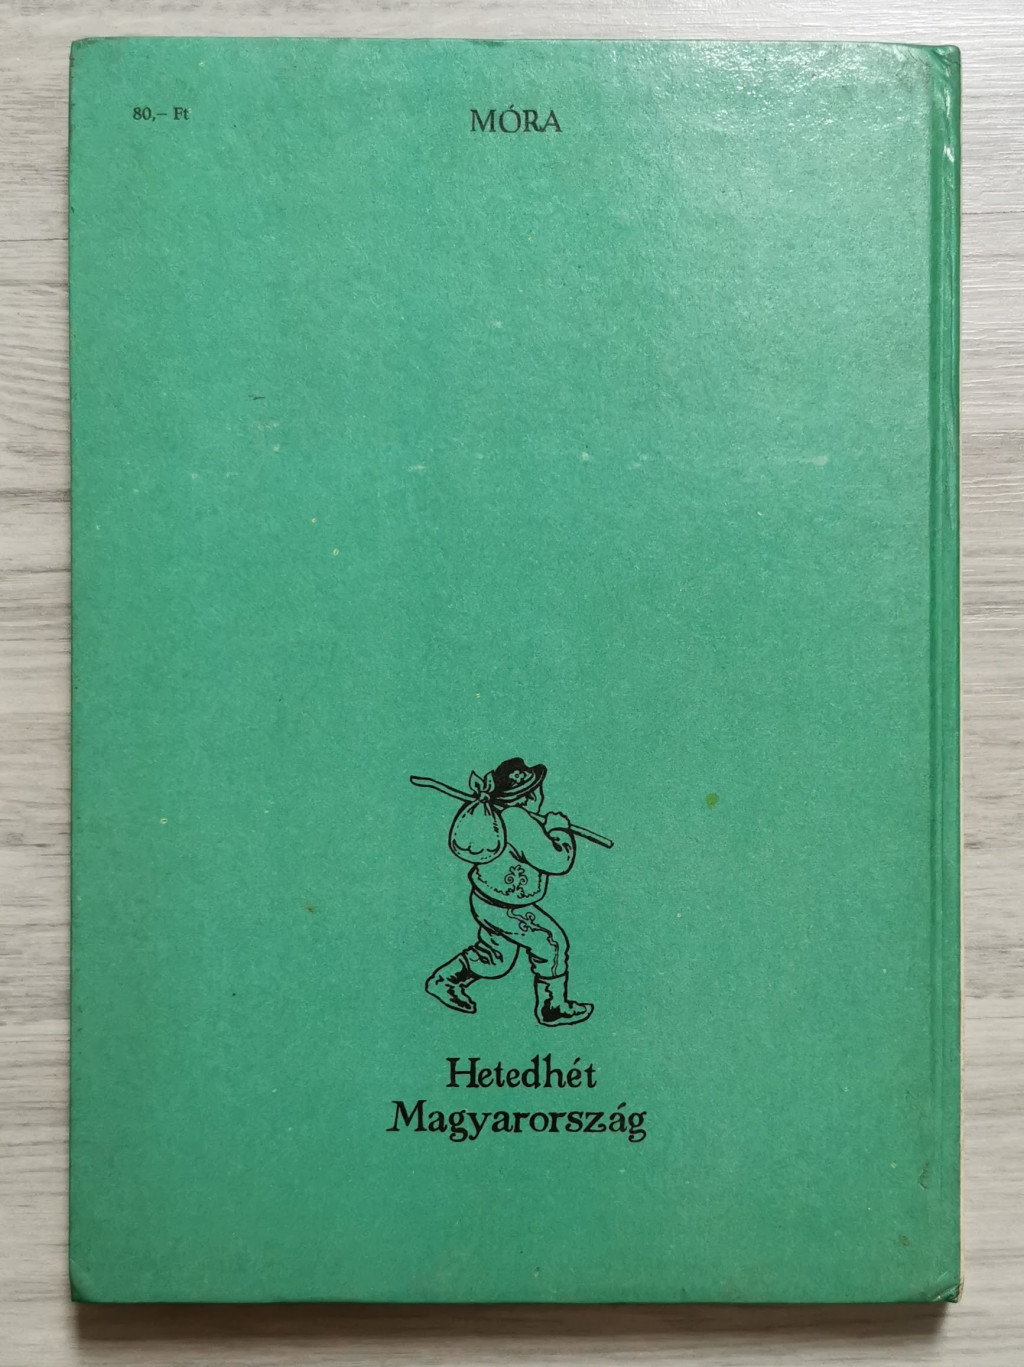 80,– Ft
MÓRA
Hetedhét
Magyarország